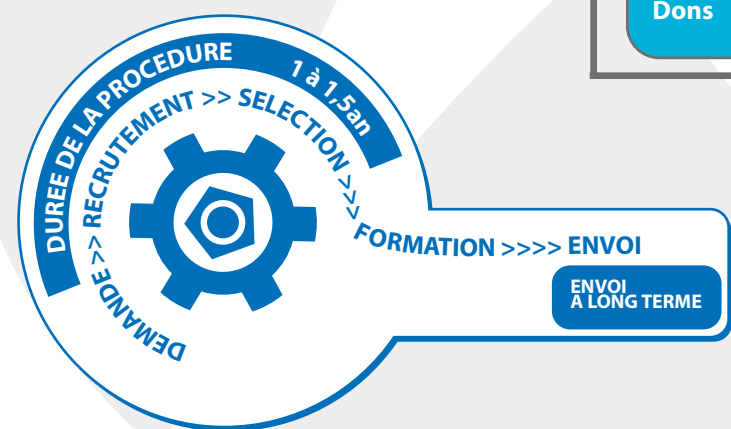 Dons
DUREE DE LA PROCEDURE 1 à 1,5an
DEMANDE >> RECRUTEMENT >> SELECTION >>> FORMATION >>>> ENVOI
ENVOI
A LONG TERME